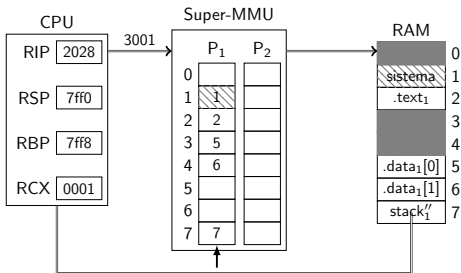 CPU
RIP 2028
RSP 7ff0
RBP 7ff8
RCX 0001
3001
Super-MMU
P1 P2
0
1 1
2 2
3 5
4 6
5
6
7 7
RAM
0
sistema 1
.text1 2
3
4
.data1[0] 5
.data1[1] 6
stack1′′ 7